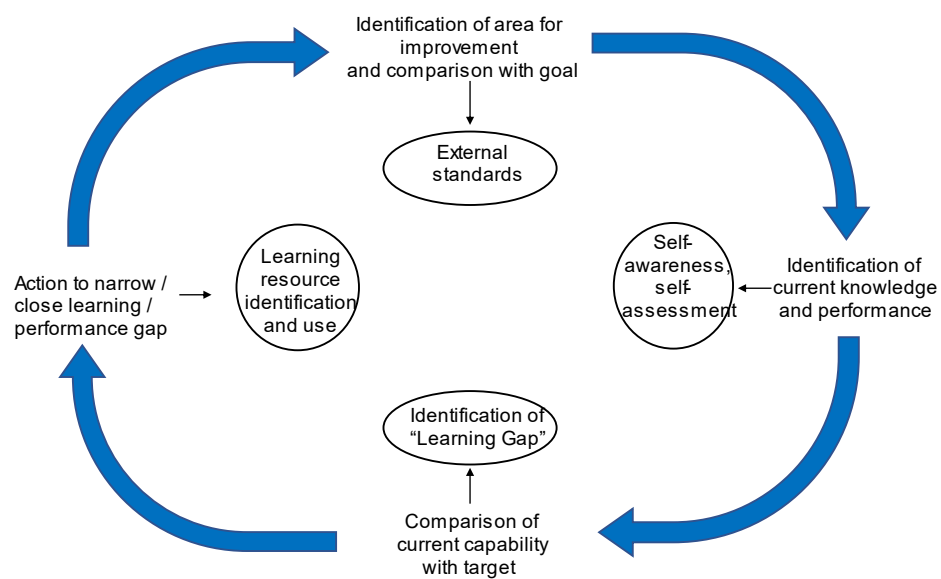 Identification of area for
improvement
and comparison with goal
External
standards
Self-
awareness,
self-
assessment
Identification of
current knowledge
and performance
Identification of
“Learning Gap”
Comparison of
current capability
with target
Action to narrow /
close learning /
performance gap
Learning
resource
identification
and use